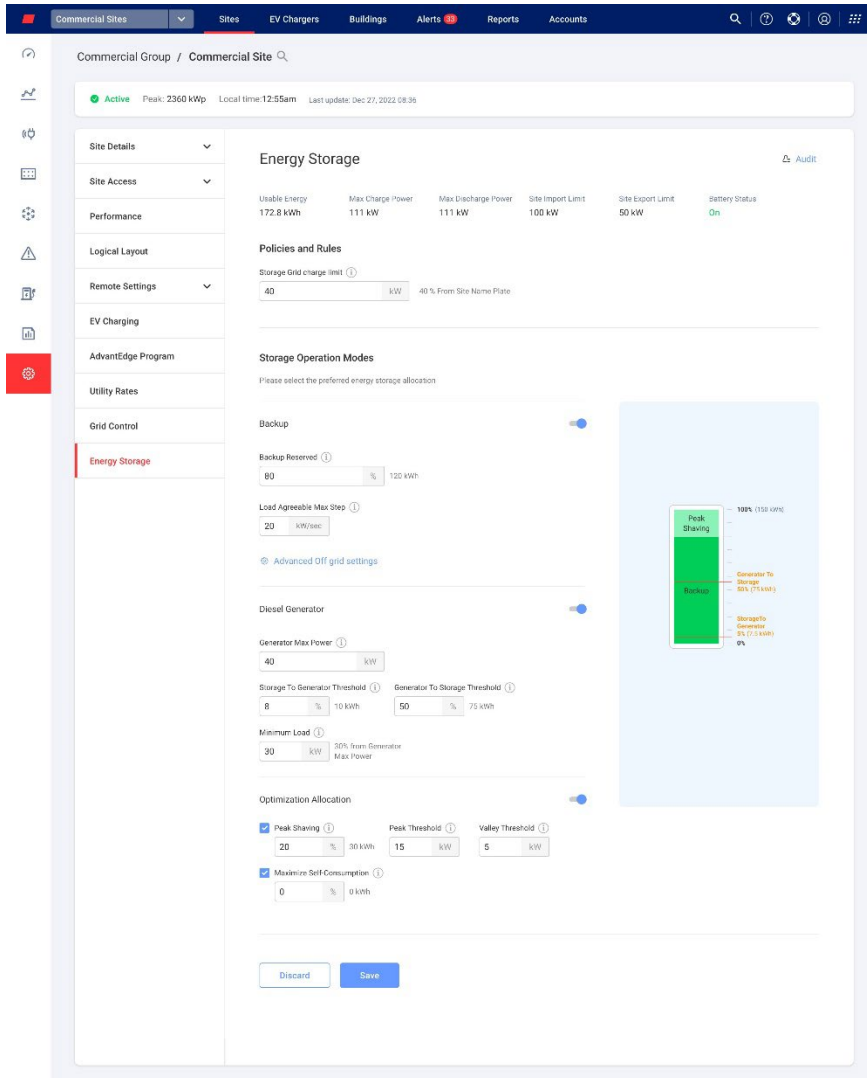 Commercial Sites
Sites
EV Chargers
Buildings
Alerts 33
Reports
Accounts
Commercial Group / Commercial Site
Active Peak: 2360 kWp Local time:12:55am Last update: Dec 27, 2022 08:36
Site Details
Site Access
Performance
Logical Layout
Remote Settings
EV Charging
AdvantEdge Program
Utility Rates
Grid Control
Energy Storage
Energy Storage
Audit
Usable Energy Max Charge Power Max Discharge Power Site Import Limit Site Export Limit Battery Status
172.8 kWh 111 kW 111 kW 100 kW 50 kW On
Policies and Rules
Storage Grid charge limit
40 kW 40 % From Site Name Plate
Storage Operation Modes
Please select the preferred energy storage allocation
Backup
Backup Reserved
80 % 120 kWh
Load Agreeable Max Step
20 kW/sec
Advanced Off grid settings
Diesel Generator
Generator Max Power
40 kW
Storage To Generator Threshold Generator To Storage Threshold
8 % 10 kWh 50 % 75 kWh
Minimum Load
30 kW 30% from Generator
Max Power
Optimization Allocation
Peak Shaving Peak Threshold Valley Threshold
20 % 30 kWh 15 kW 5 kW
Maximize Self-Consumption
0 % 0 kWh
Discard
Save
Peak
Shaving
Backup
100% (150 kWh)
Generator To
Storage
50% (75 kWh)
StorageTo
Generator
5% (7.5 kWh)
0%